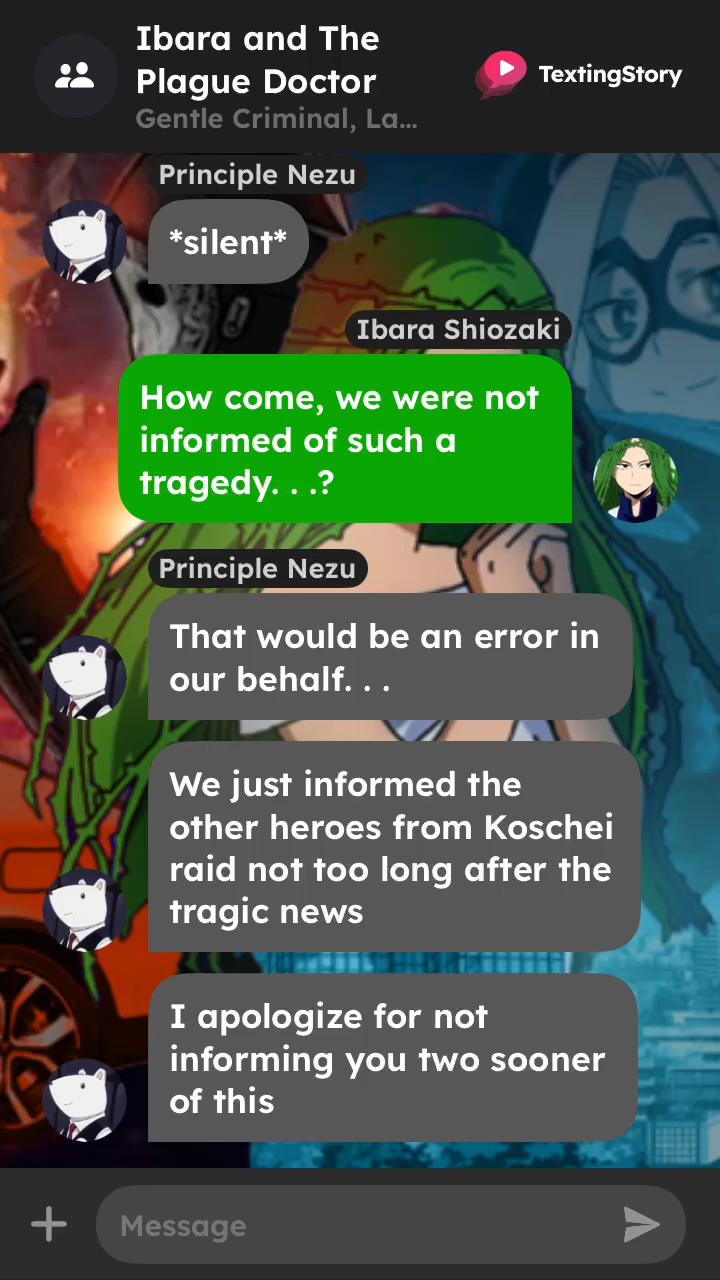 Ibara and The
Plague Doctor
Gentle Criminal, La...
TextingStory
Principle Nezu
*silent*
Ibara Shiozaki
How come, we were not
informed of such a
tragedy. . .?
Principle Nezu
That would be an error in
our behalf. . .
We just informed the
other heroes from Koschei
raid not too long after the
tragic news
I apologize for not
informing you two sooner
of this
Message